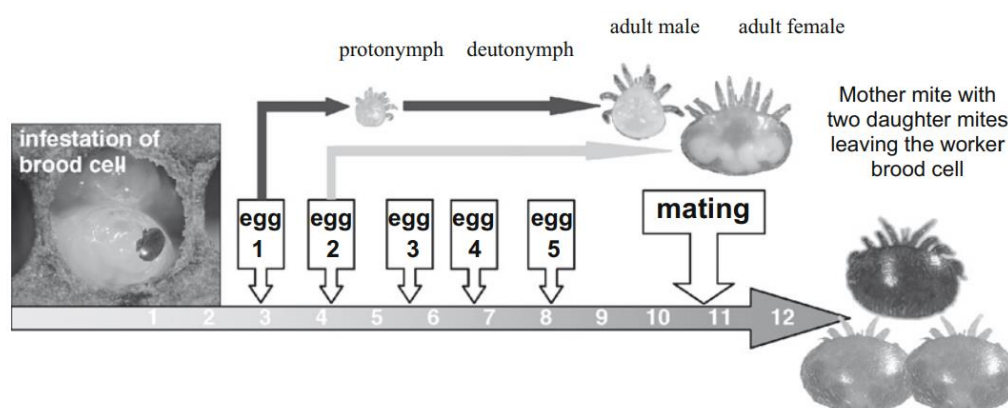 protonymph
deutonymph
adult male
adult female
Mother mite with
two daughter mites
leaving the worker
brood cell
infestation of
brood cell
egg
1
egg
2
egg
3
egg
4
egg
5
mating
1 2 3 4 5 6 7 8 9 10 11 12